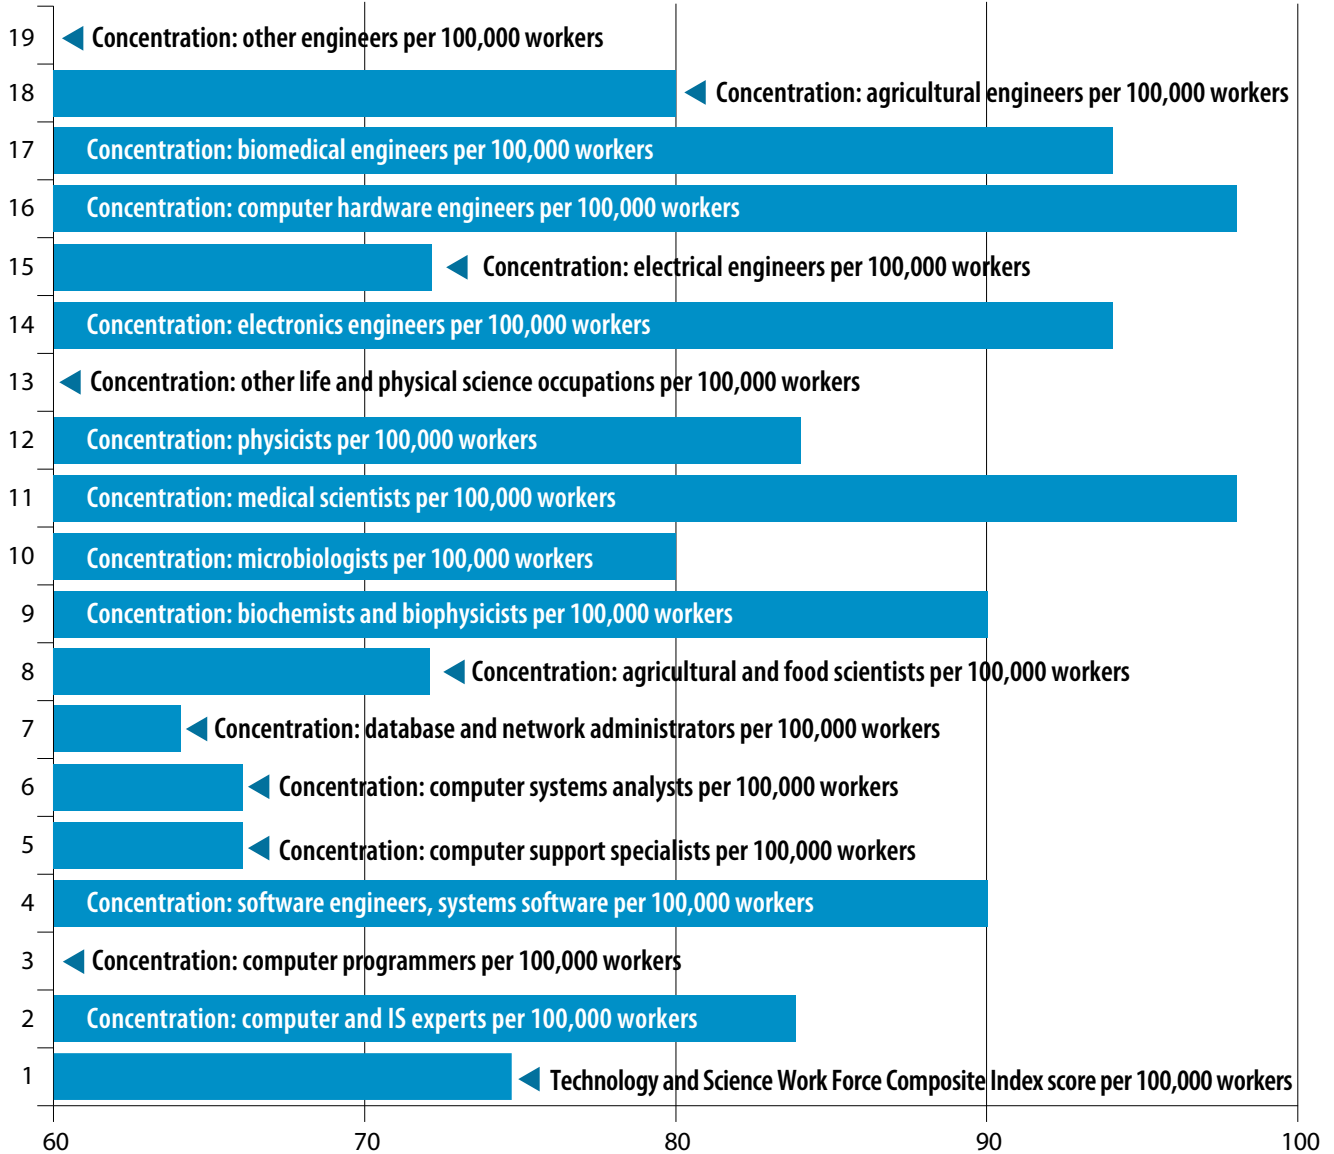 19 Concentration: other engineers per 100,000 workers
18 Concentration: agricultural engineers per 100,000 workers
17 Concentration: biomedical engineers per 100,000 workers
16 Concentration: computer hardware engineers per 100,000 workers
15 Concentration: electrical engineers per 100,000 workers
14 Concentration: electronics engineers per 100,000 workers
13 Concentration: other life and physical science occupations per 100,000 workers
12 Concentration: physicists per 100,000 workers
11 Concentration: medical scientists per 100,000 workers
10 Concentration: microbiologists per 100,000 workers
9 Concentration: biochemists and biophysicists per 100,000 workers
8 Concentration: agricultural and food scientists per 100,000 workers
7 Concentration: database and network administrators per 100,000 workers
6 Concentration: computer systems analysts per 100,000 workers
5 Concentration: computer support specialists per 100,000 workers
4 Concentration: software engineers, systems software per 100,000 workers
3 Concentration: computer programmers per 100,000 workers
2 Concentration: computer and IS experts per 100,000 workers
1 Technology and Science Work Force Composite Index score per 100,000 workers
60 70 80 90 100